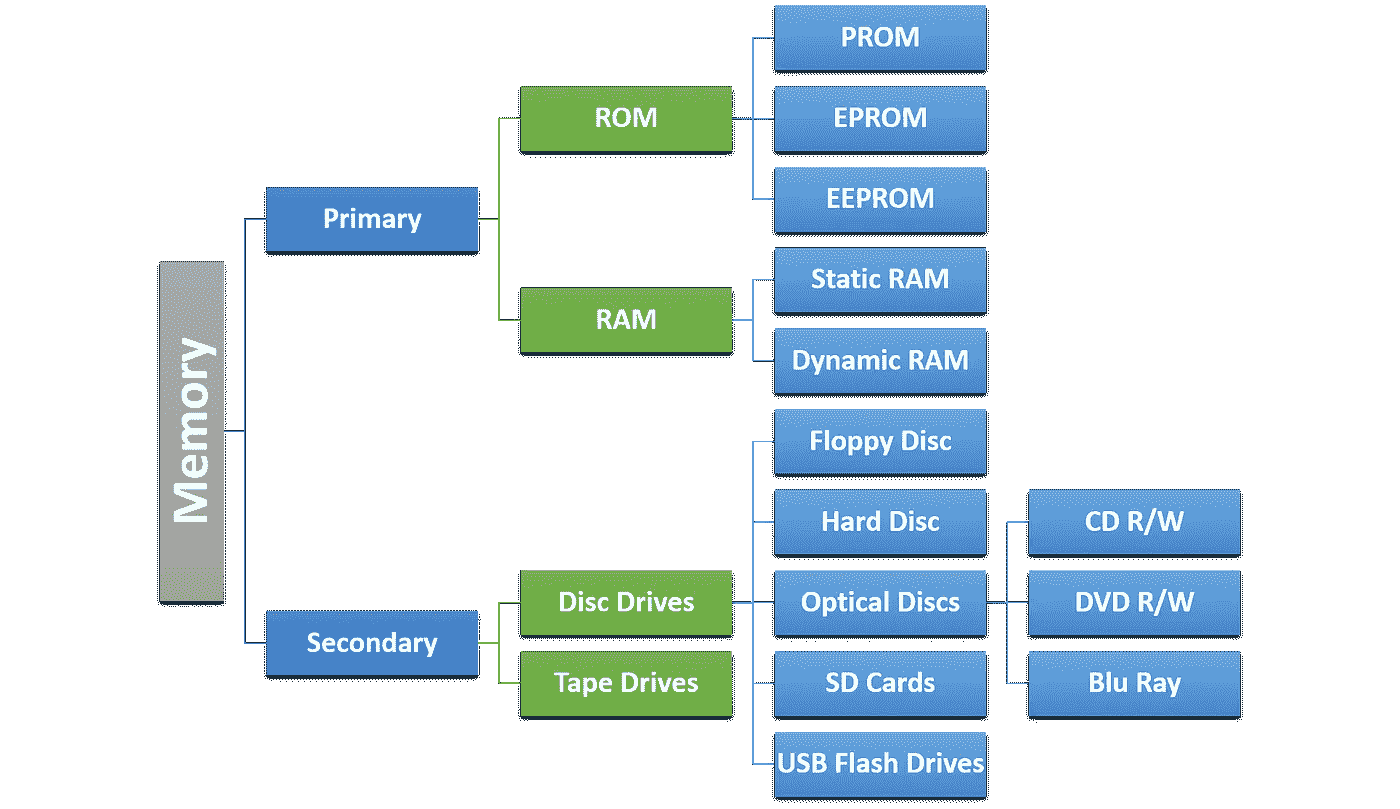 Memory
Primary
ROM
PROM
EPROM
EEPROM
RAM
Static RAM
Dynamic RAM
Secondary
Disc Drives
Floppy Disc
Hard Disc
Optical Discs
CD R/W
DVD R/W
Blu Ray
SD Cards
USB Flash Drives
Tape Drives